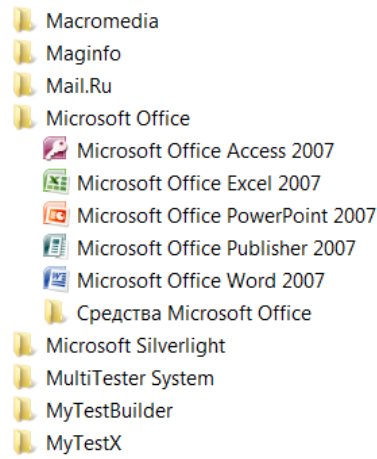 Macromedia
Maginfo
Mail.Ru
Microsoft Office
Microsoft Office Access 2007
Microsoft Office Excel 2007
Microsoft Office PowerPoint 2007
Microsoft Office Publisher 2007
Microsoft Office Word 2007
Средства Microsoft Office
Microsoft Silverlight
MultiTester System
MyTestBuilder
MyTestX